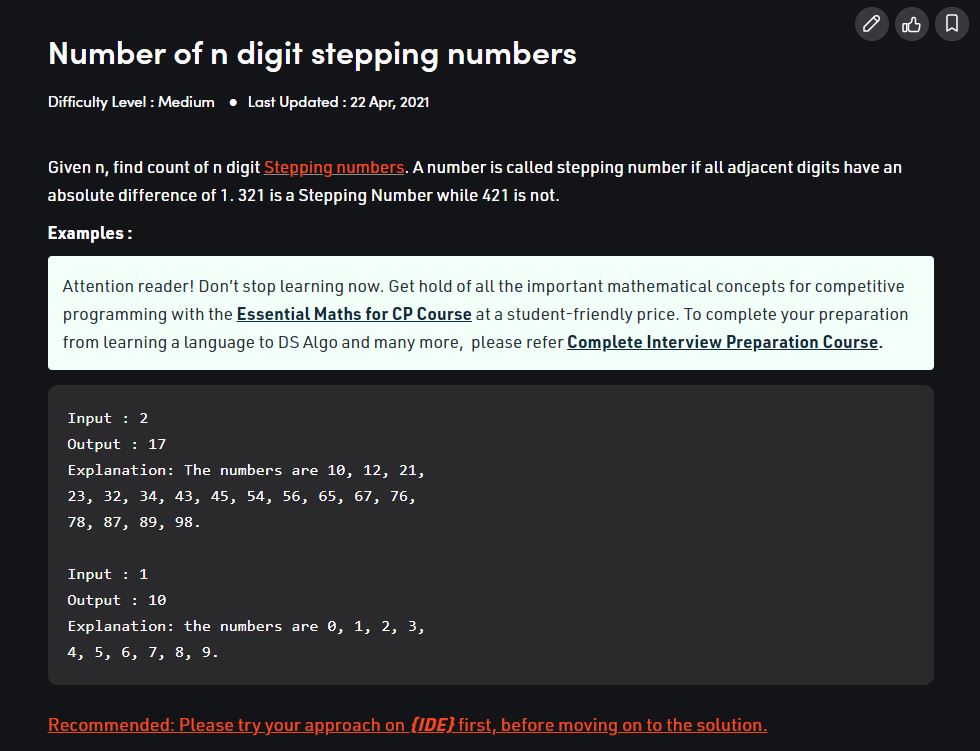 Number of n digit stepping numbers
Difficulty Level : Medium ● Last Updated : 22 Apr, 2021
Given n, find count of n digit Stepping numbers. A number is called stepping number if all adjacent digits have an
absolute difference of 1. 321 is a Stepping Number while 421 is not.
Examples :
Attention reader! Don’t stop learning now. Get hold of all the important mathematical concepts for competitive
programming with the Essential Maths for CP Course at a student-friendly price. To complete your preparation
from learning a language to DS Algo and many more, please refer Complete Interview Preparation Course.
Input : 2
Output : 17
Explanation: The numbers are 10, 12, 21,
23, 32, 34, 43, 45, 54, 56, 65, 67, 76,
78, 87, 89, 98.
Input : 1
Output : 10
Explanation: the numbers are 0, 1, 2, 3,
4, 5, 6, 7, 8, 9.
Recommended: Please try your approach on {IDE} first, before moving on to the solution.